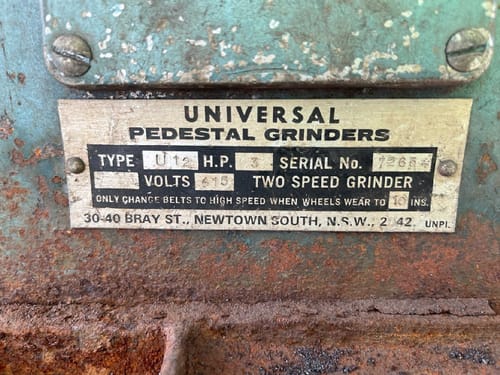 UNIVERSAL
PEDESTAL GRINDERS
TYPE U12 H.P. 3 SERIAL No.
VOLTS 415 TWO SPEED GRINDER
ONLY CHANGE BELTS TO HIGH SPEED WHEN WHEELS WEAR TO 10 INS.
30-40 BRAY ST., NEWTOWN SOUTH, N.S.W., 2042. UNPL.